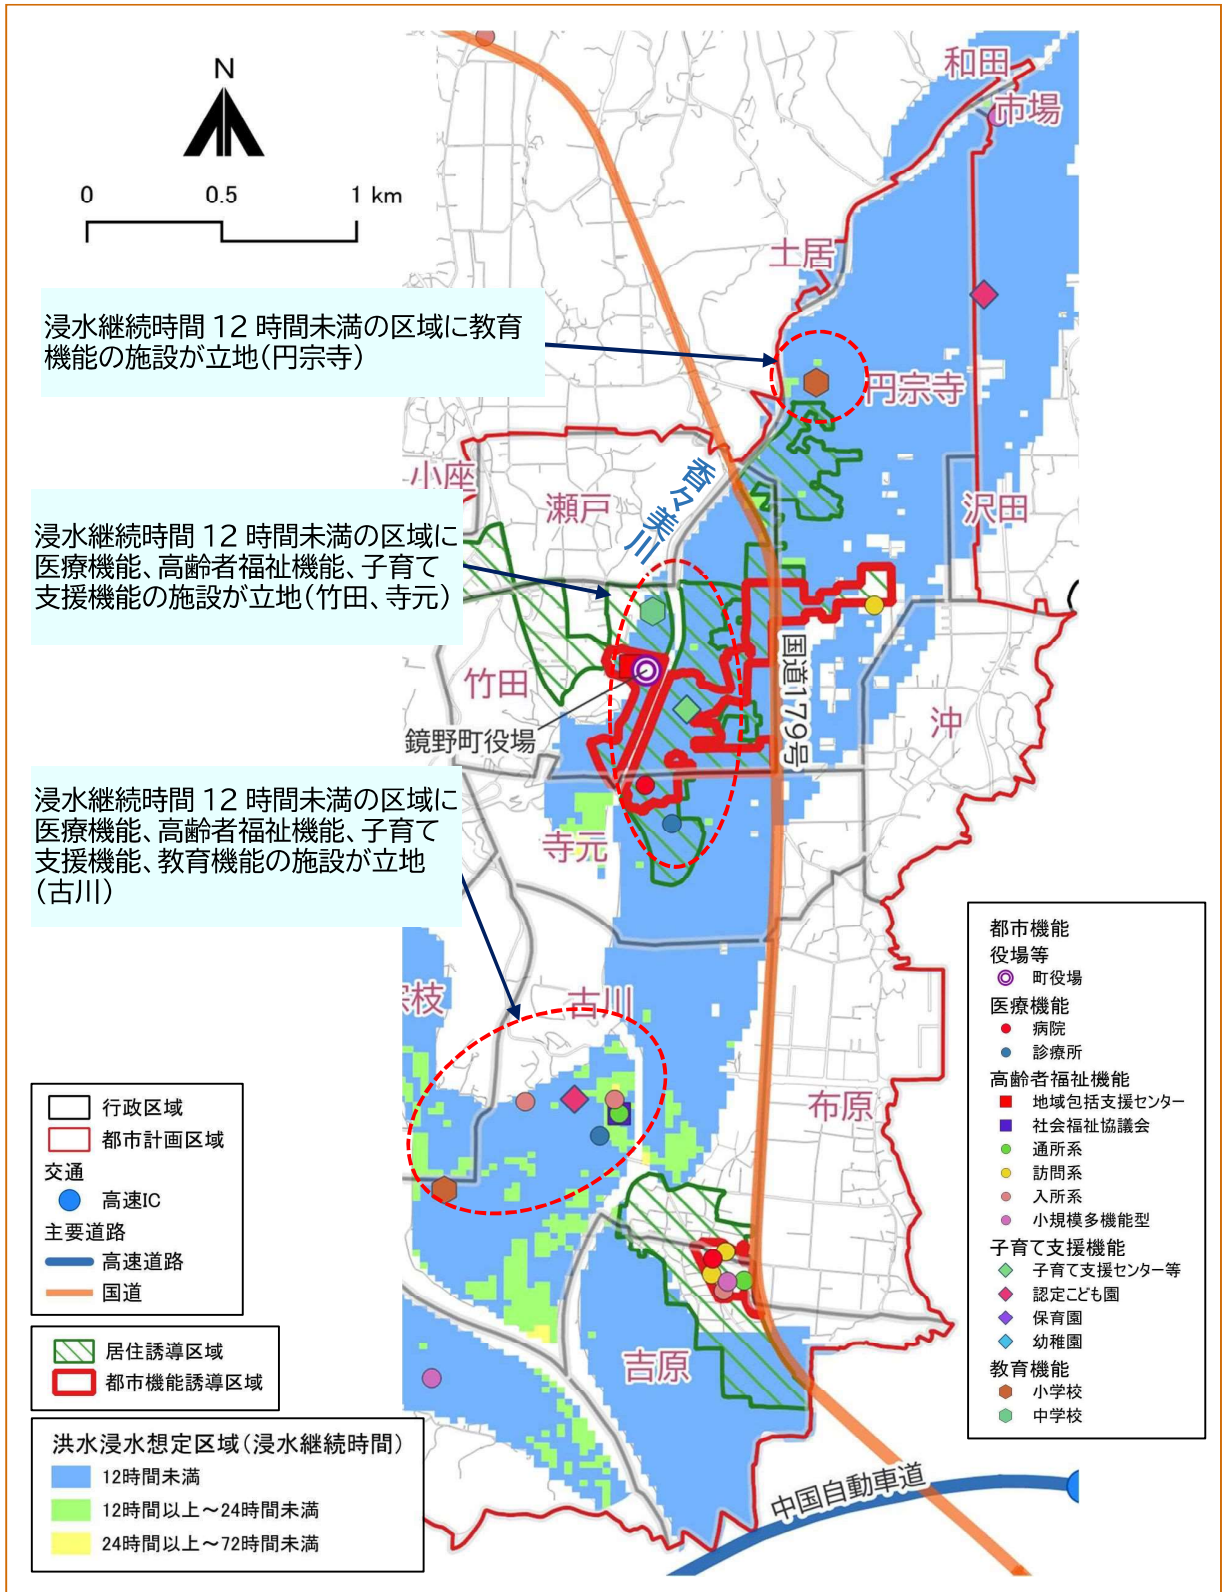 N
0 0.5 1 km
和田
市場
土居
浸水継続時間 12 時間未満の区域に教育
機能の施設が立地(円宗寺)
円宗寺
小座
瀬戸
香々美川
沢田
浸水継続時間 12 時間未満の区域に
医療機能、高齢者福祉機能、子育て
支援機能の施設が立地(竹田、寺元)
竹田
国道179号
沖
鏡野町役場
浸水継続時間 12 時間未満の区域に
医療機能、高齢者福祉機能、子育て
支援機能、教育機能の施設が立地
(古川)
寺元
枝
古川
布原
吉原
中国自動車道
行政区域
都市計画区域
交通
高速IC
主要道路
高速道路
国道
居住誘導区域
都市機能誘導区域
洪水浸水想定区域(浸水継続時間)
12時間未満
12時間以上~24時間未満
24時間以上~72時間未満
都市機能
役場等
町役場
医療機能
病院
診療所
高齢者福祉機能
地域包括支援センター
社会福祉協議会
通所系
訪問系
入所系
小規模多機能型
子育て支援機能
子育て支援センター等
認定こども園
保育園
幼稚園
教育機能
小学校
中学校